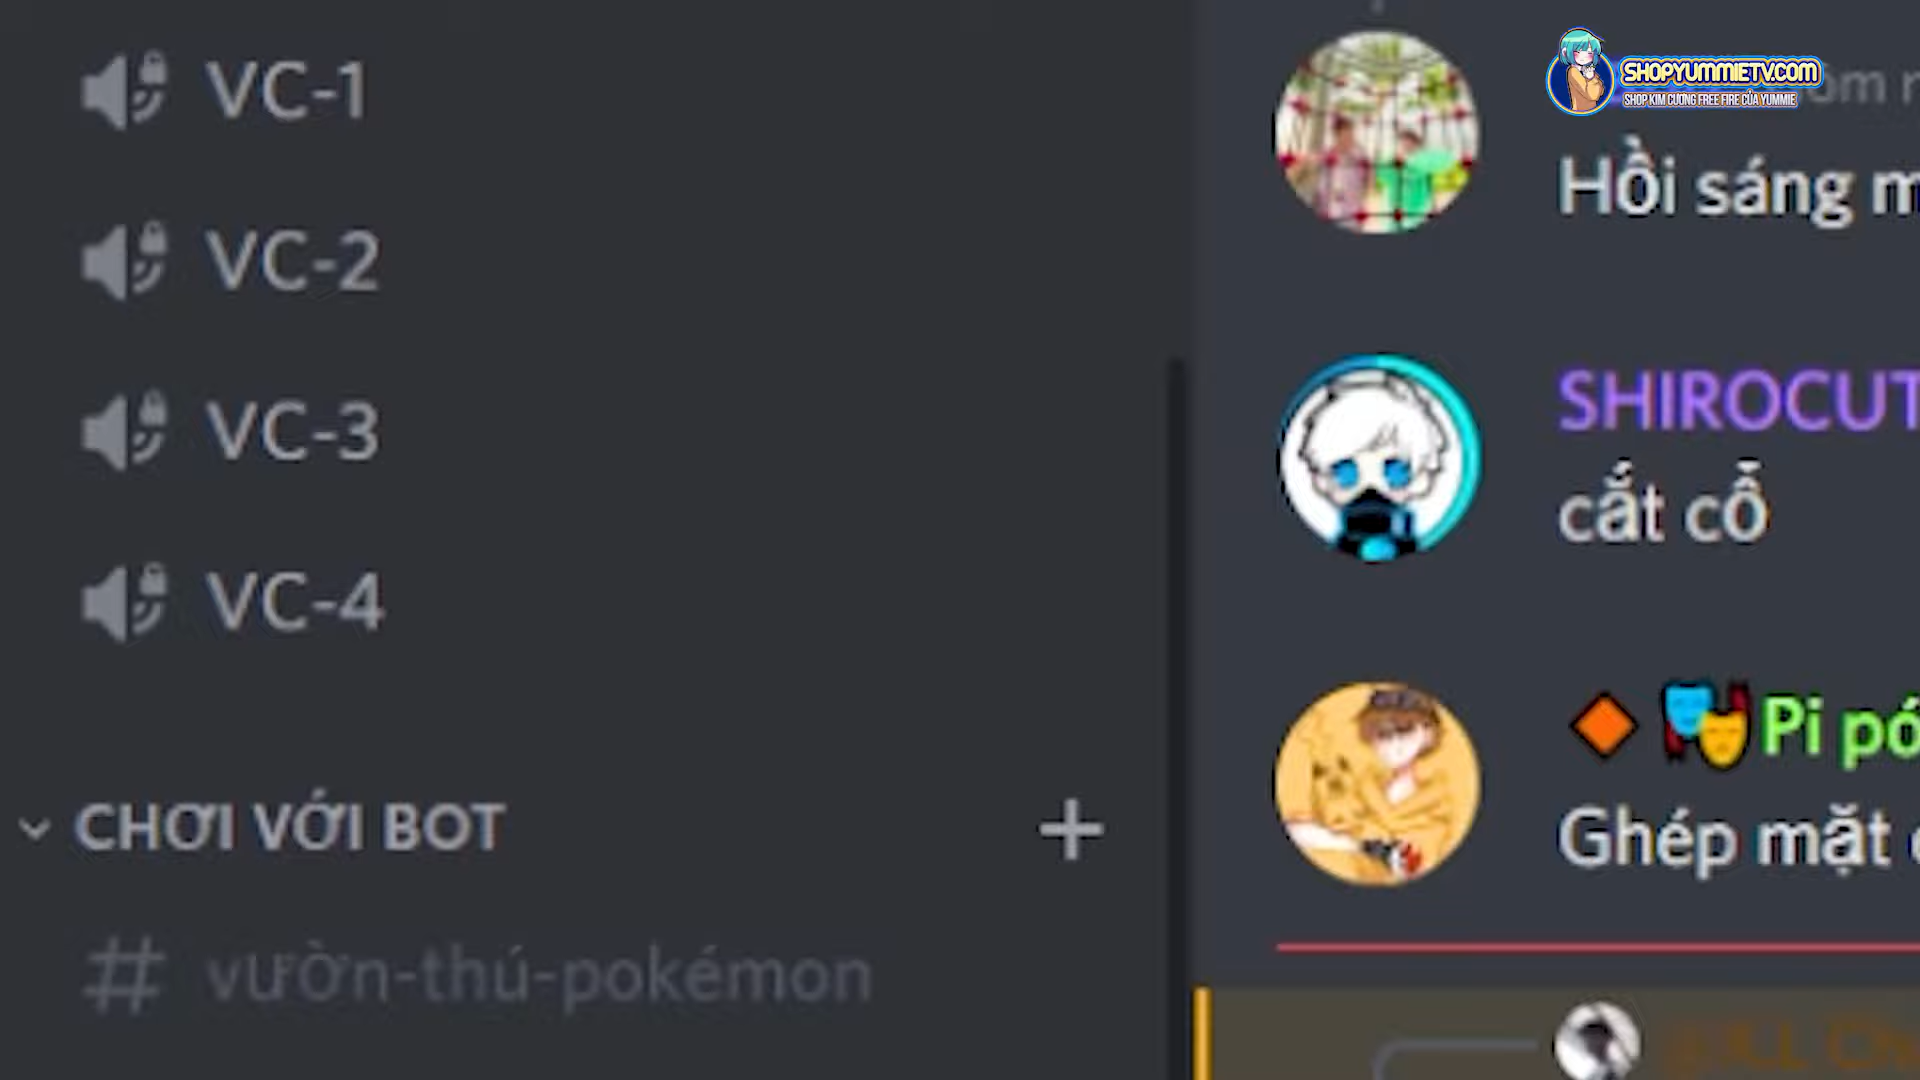 VC-1
VC-2
VC-3
VC-4
CHƠI VỚI BOT
vườn-thú-pokémon
SHOPYUMMIETV.COM
SHOP KIM CƯƠNG FREE FIRE CỦA YUMMIE
Hồi sáng
SHIROCUT
cắt cổ
Pi pó
Ghép mặt